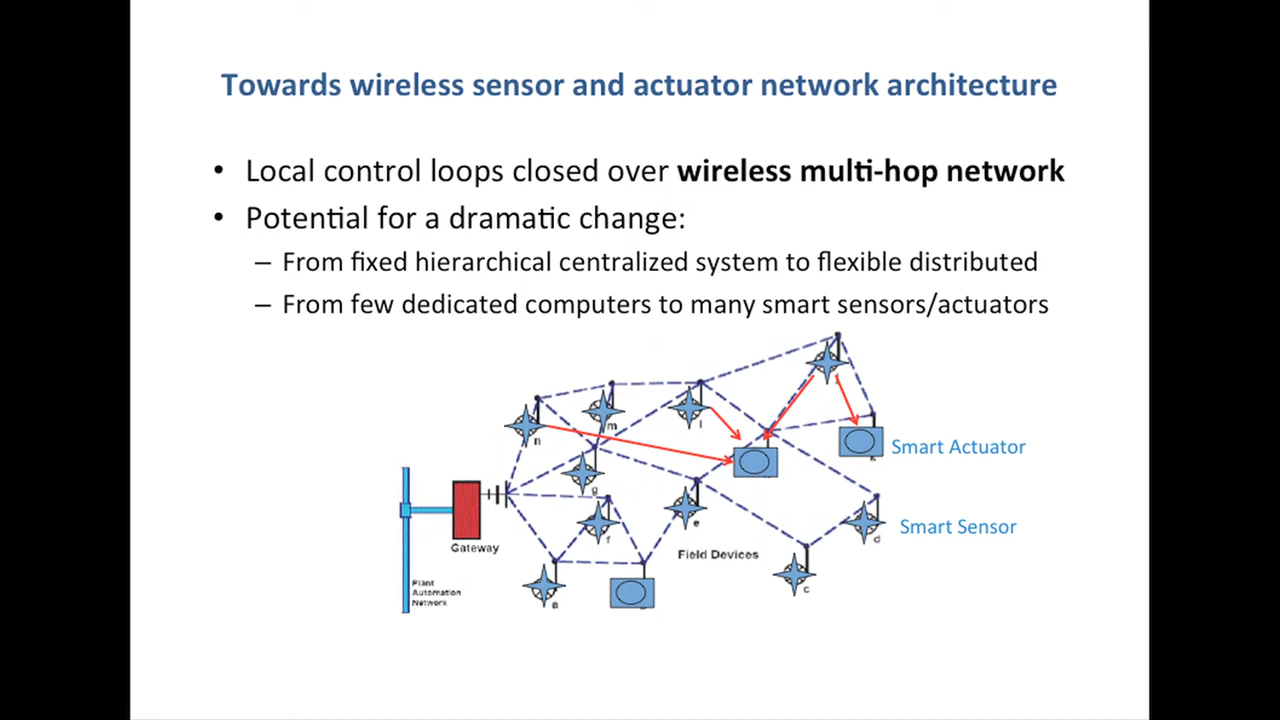 Towards wireless sensor and actuator network architecture
• Local control loops closed over wireless multi-hop network
• Potential for a dramatic change:
– From fixed hierarchical centralized system to flexible distributed
– From few dedicated computers to many smart sensors/actuators
n
m
l
Smart Actuator
g
e
f
d
Smart Sensor
Gateway
Field Devices
Plant
Automation
Network
a
c